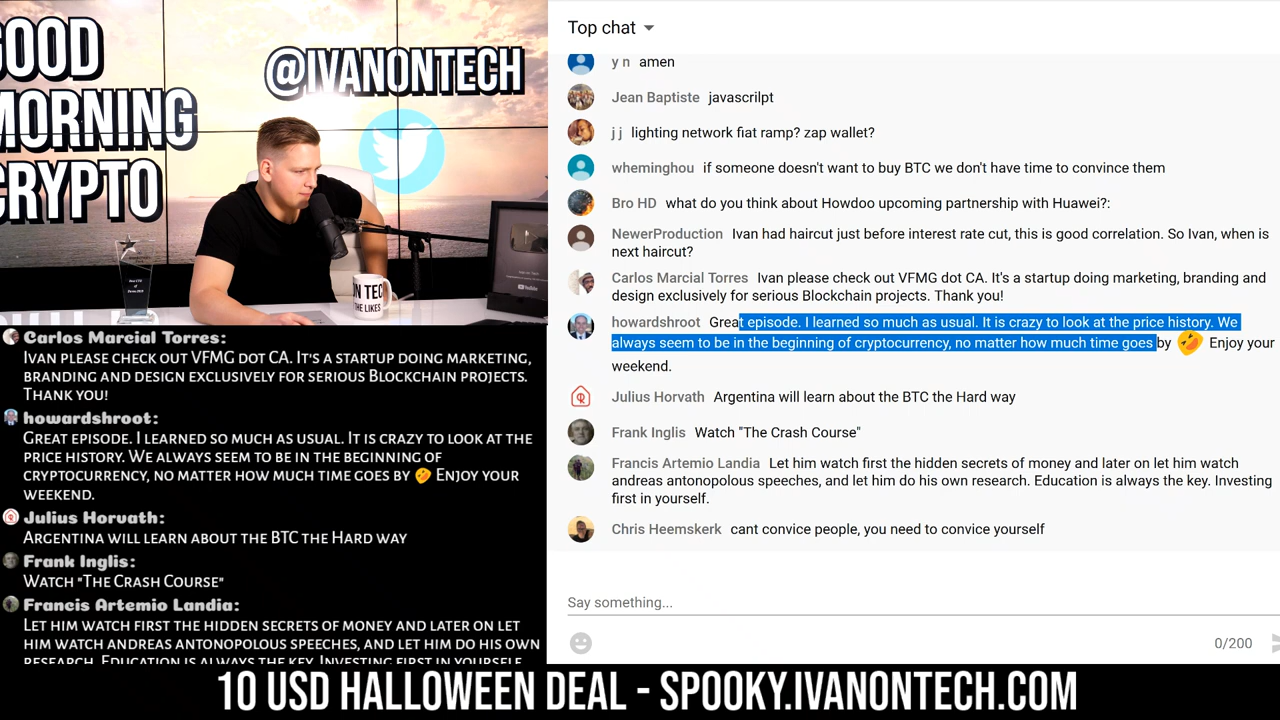 GOOD
MORNING
CRYPTO
@IVANONTECH
N TEC
THE LIKES
YouTube
Carlos Marcial Torres:
Ivan please check out VFMG dot CA. It's a startup doing marketing,
branding and design exclusively for serious Blockchain projects.
Thank you!
howardshroot:
Great episode. I learned so much as usual. It is crazy to look at the
price history. We always seem to be in the beginning of
cryptocurrency, no matter how much time goes by 🤣 Enjoy your
weekend.
Julius Horvath:
Argentina will learn about the BTC the Hard way
Frank Inglis:
Watch "The Crash Course"
Francis Artemio Landia:
Let him watch first the hidden secrets of money and later on let
him watch andreas antonopolous speeches, and let him do his own
research. Education is always the key. Investing first in yourself.
Top chat
y n amen
Jean Baptiste javascrilpt
j j lighting network fiat ramp? zap wallet?
wheminghou if someone doesn't want to buy BTC we don't have time to convince them
Bro HD what do you think about Howdoo upcoming partnership with Huawei?:
NewerProduction Ivan had haircut just before interest rate cut, this is good correlation. So Ivan, when is
next haircut?
Carlos Marcial Torres Ivan please check out VFMG dot CA. It's a startup doing marketing, branding and
design exclusively for serious Blockchain projects. Thank you!
howardshroot Great episode. I learned so much as usual. It is crazy to look at the price history. We
always seem to be in the beginning of cryptocurrency, no matter how much time goes by 🤣 Enjoy your
weekend.
Julius Horvath Argentina will learn about the BTC the Hard way
Frank Inglis Watch "The Crash Course"
Francis Artemio Landia Let him watch first the hidden secrets of money and later on let him watch
andreas antonopolous speeches, and let him do his own research. Education is always the key. Investing
first in yourself.
Chris Heemskerk cant convice people, you need to convice yourself
Say something...
0/200
10 USD HALLOWEEN DEAL - SPOOKY.IVANONTECH.COM